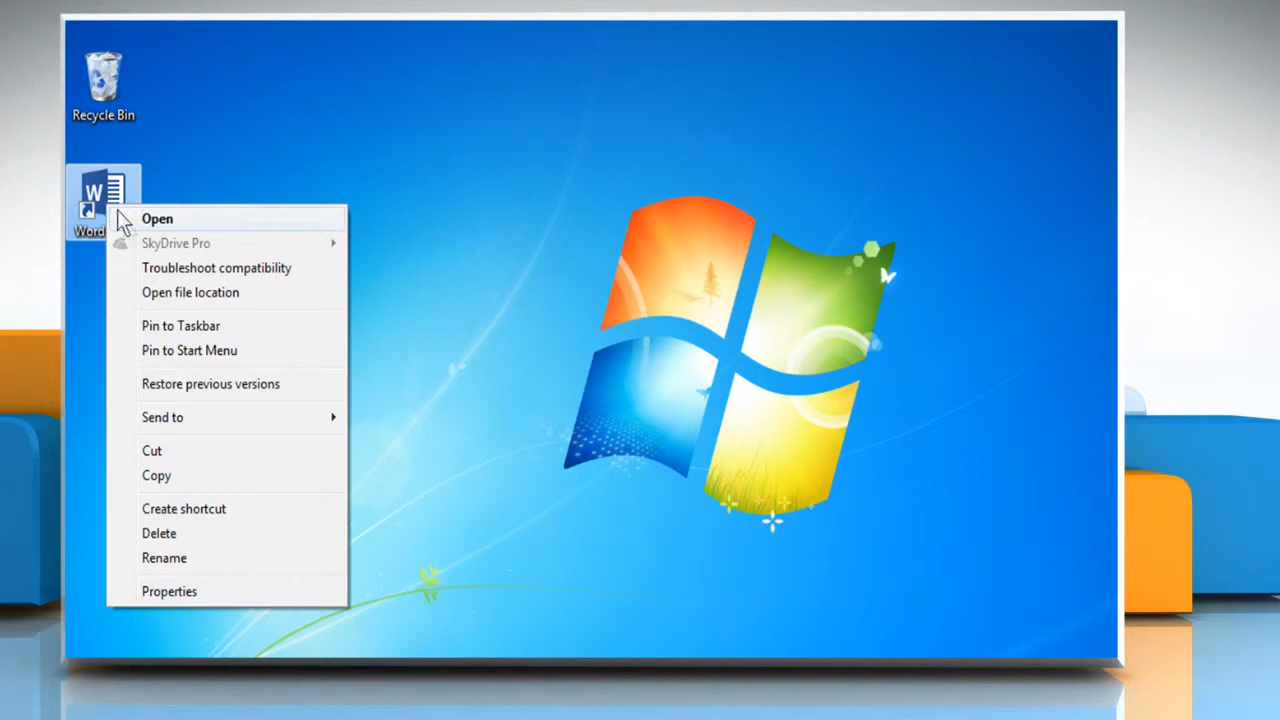 Recycle Bin
W
Word
Open
SkyDrive Pro
Troubleshoot compatibility
Open file location
Pin to Taskbar
Pin to Start Menu
Restore previous versions
Send to
Cut
Copy
Create shortcut
Delete
Rename
Properties